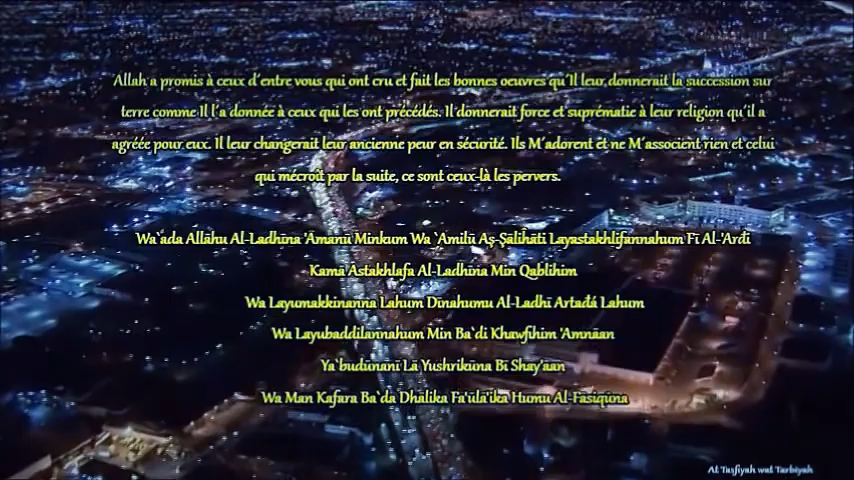 Allah a promis à ceux d'entre vous qui ont cru et fait les bonnes oeuvres qu'Il leur donnerait la succession sur
terre comme Il l'a donnée à ceux qui les ont précédés. Il donnerait force et suprématie à leur religion qu'il a
agréée pour eux. Il leur changerait leur ancienne peur en sécurité. Ils M'adorent et ne M'associent rien et celui
qui mécroit par la suite, ce sont ceux-là les pervers.
Wa`ada Allāhu Al-Ladhīna 'Āmanū Minkum Wa `Amilū Aş-Şāliĥāti Layastakhlifannahum Fī Al-'Arđi
Kamā Astakhlafa Al-Ladhīna Min Qablihim
Wa Layumakkinanna Lahum Dīnahumu Al-Ladhī Artađá Lahum
Wa Layubaddilannahum Min Ba`di Khawfihim 'Amnāan
Ya`budūnanī Lā Yushrikūna Bī Shay'āan
Wa Man Kafara Ba`da Dhālika Fa'ūlā'ika Humu Al-Fāsiqūna
At Tasfiyah wat Tarbiyah